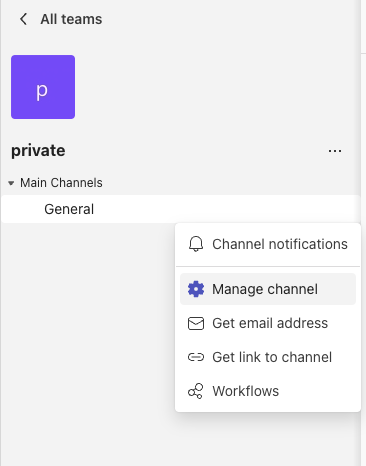 All teams
p
private
Main Channels
General
Channel notifications
Manage channel
Get email address
Get link to channel
Workflows